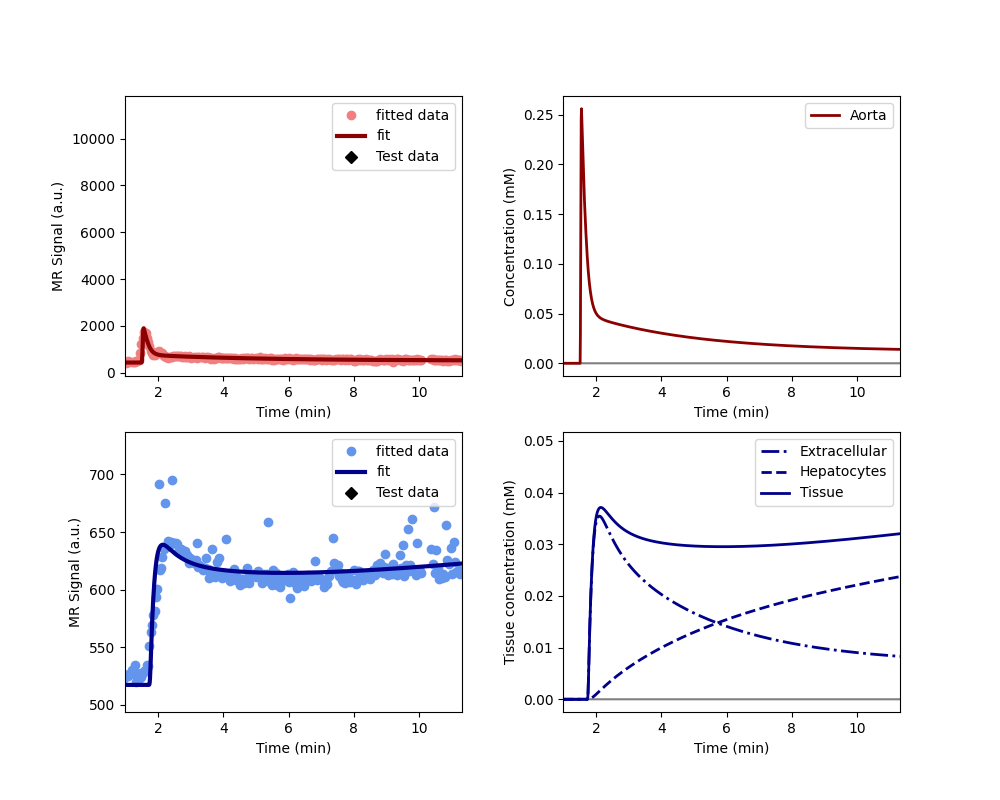 10000
8000
6000
4000
2000
0
MR Signal (a.u.)
fitted data
fit
Test data
2 4 6 8 10
Time (min)
0.25
0.20
0.15
0.10
0.05
0.00
Concentration (mM)
Aorta
2 4 6 8 10
Time (min)
700
650
600
550
500
MR Signal (a.u.)
fitted data
fit
Test data
2 4 6 8 10
Time (min)
0.05
0.04
0.03
0.02
0.01
0.00
Tissue concentration (mM)
Extracellular
Hepatocytes
Tissue
2 4 6 8 10
Time (min)